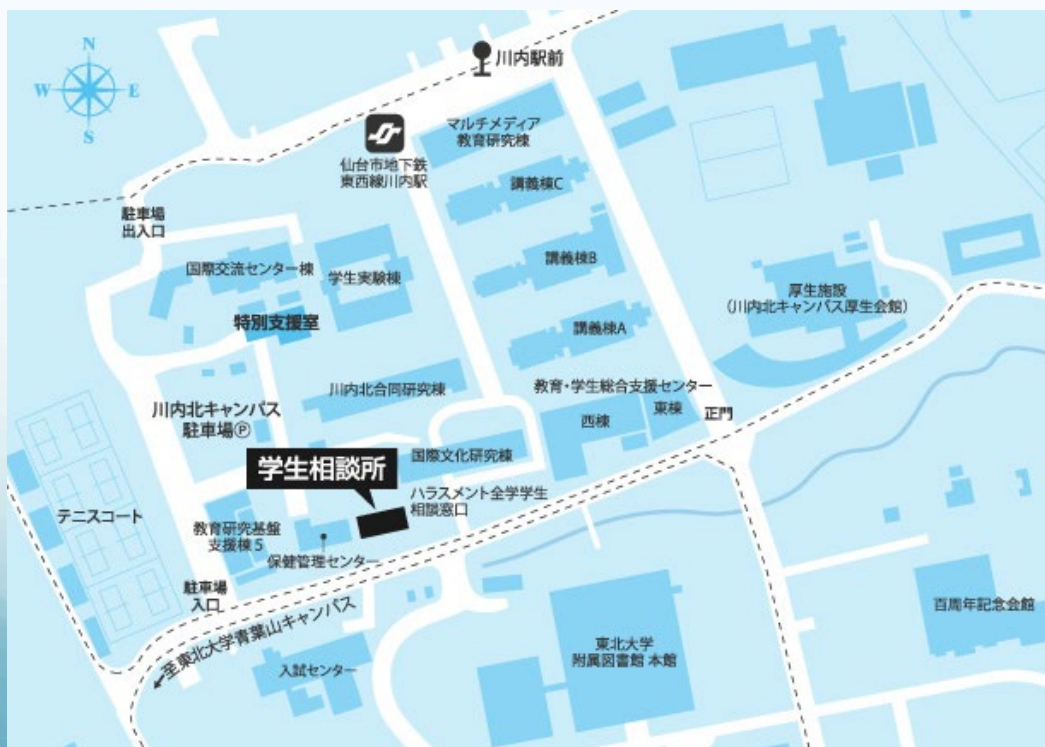 N
W
E
S
川内駅前
マルチメディア
教育研究棟
仙台市地下鉄
東西線川内駅
講義棟C
駐車場
出入口
国際交流センター棟
学生実験棟
講義棟B
厚生施設
(川内北キャンパス厚生会館)
特別支援室
講義棟A
川内北合同研究棟
教育・学生総合支援センター
東棟
西棟
正門
川内北キャンパス
駐車場Ⓟ
国際文化研究棟
学生相談所
ハラスメント全学学生
相談窓口
テニスコート
教育研究基盤
支援棟5
保健管理センター
駐車場
入口
至東北大学青葉山キャンパス
入試センター
東北大学
附属図書館 本館
百周年記念会館